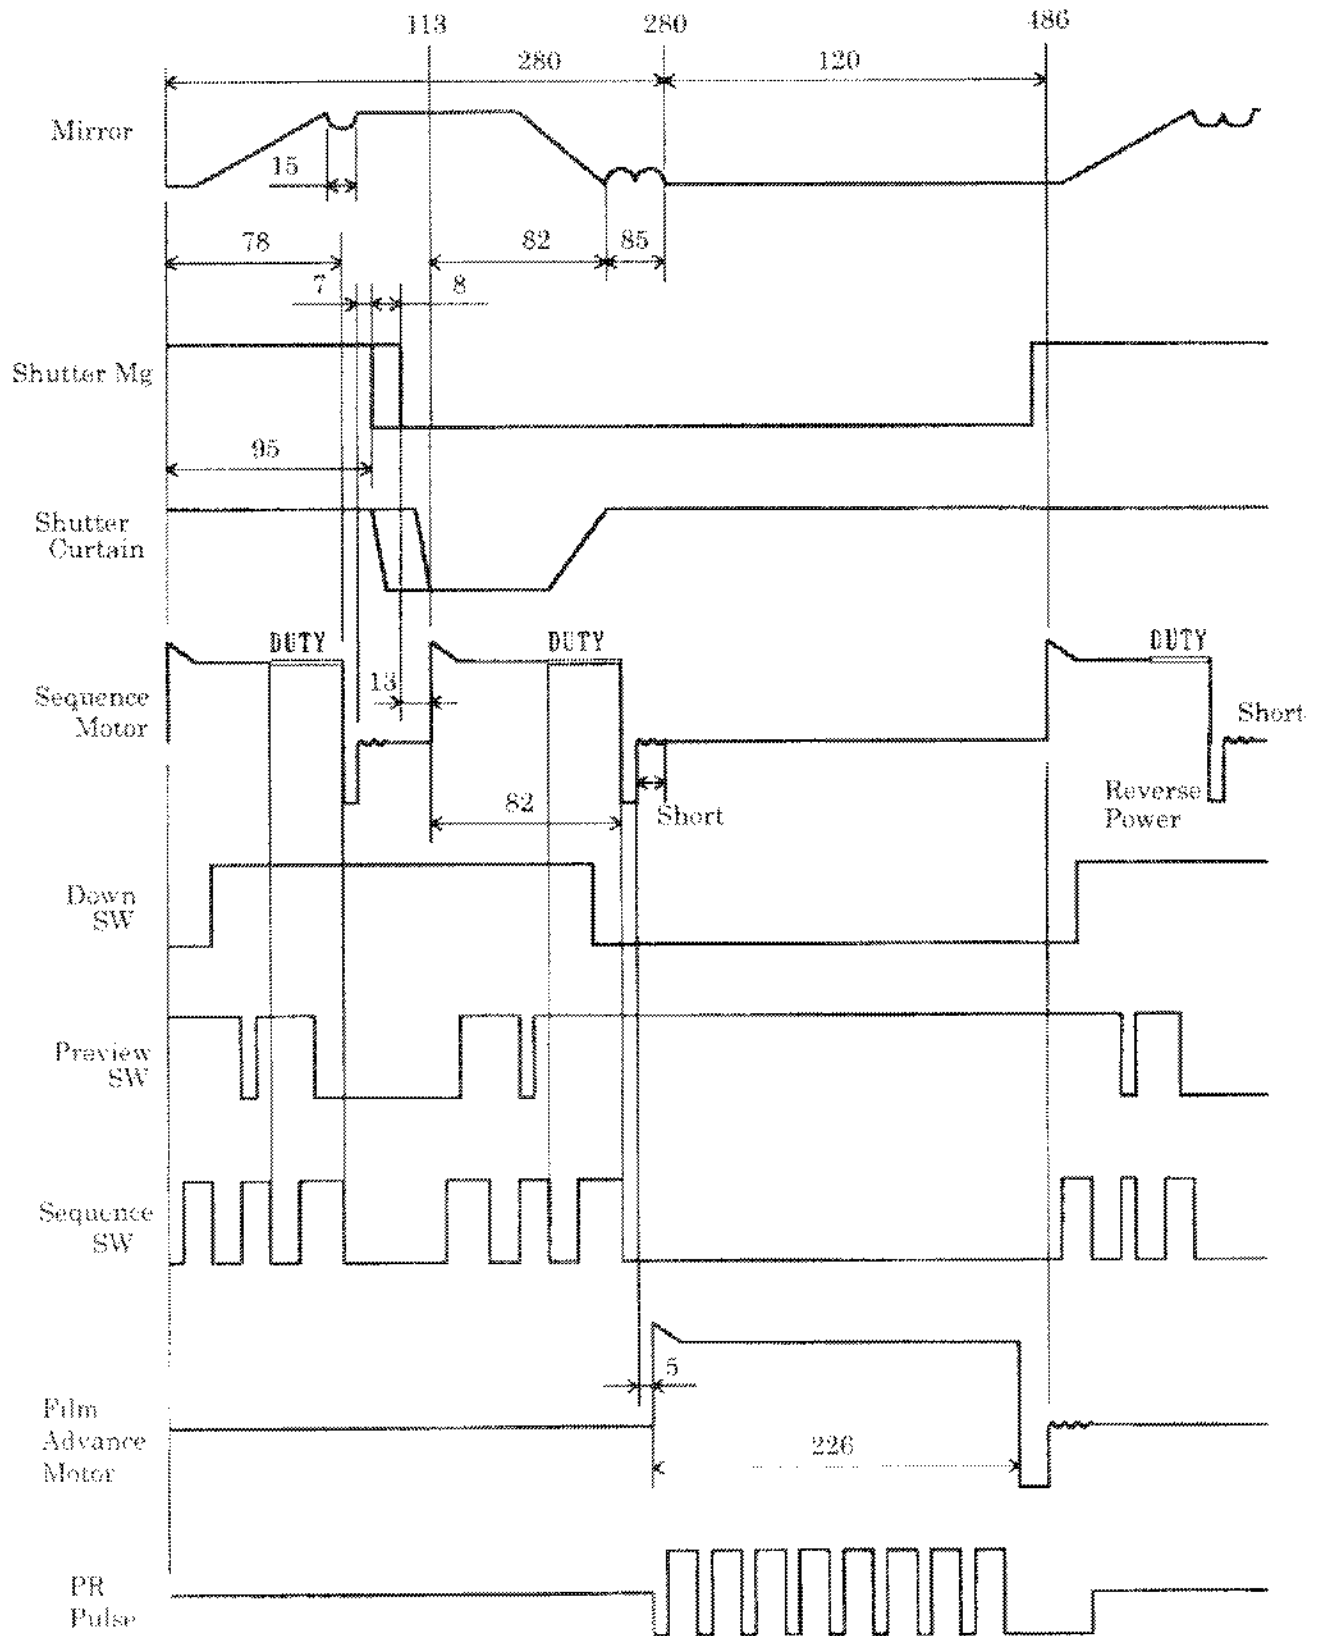 113 280 486
280 120
Mirror
15
78 82 85
7 8
Shutter Mg
95
Shutter
Curtain
DUTY DUTY DUTY
Sequence
Motor
13
Short
82
Short
Reverse
Power
Down
SW
Preview
SW
Sequence
SW
5
Film
Advance
Motor
226
PR
Pulse